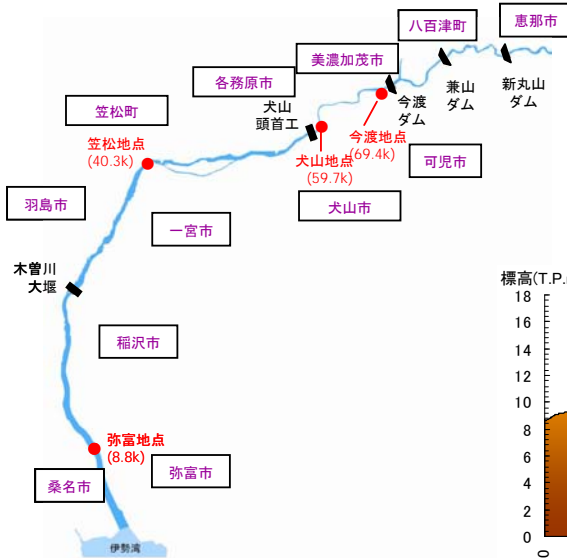 恵那市
八百津町
美濃加茂市
各務原市
笠松町
犬山
頭首工
今渡
ダム
兼山
ダム
新丸山
ダム
笠松地点
(40.3k)
犬山地点
(59.7k)
今渡地点
(69.4k)
可児市
犬山市
羽島市
一宮市
木曽川
大堰
稲沢市
弥富地点
(8.8k)
桑名市
弥富市
伊勢湾
標高(T.P.
18
16
14
12
10
8
6
4
2
0
0